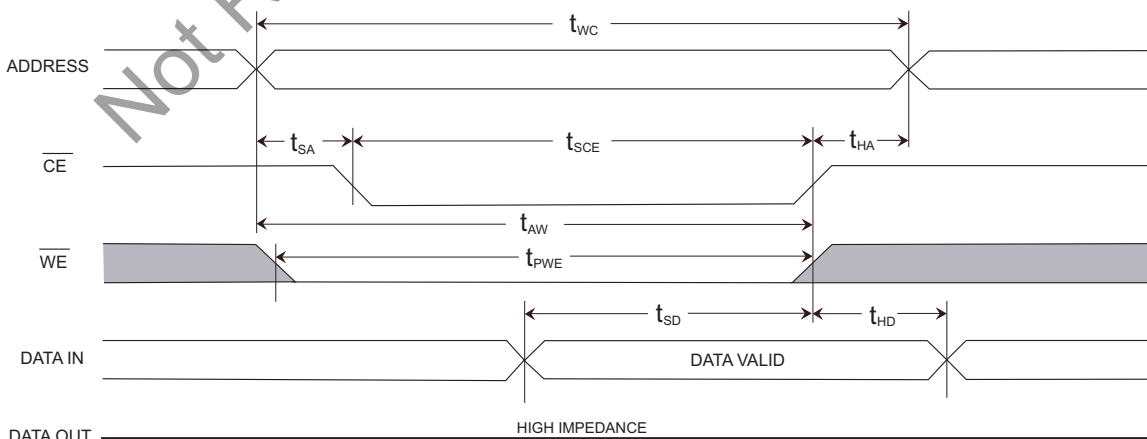 Not R
tWC
ADDRESS
tSA
tSCE
tHA
CE
tAW
WE
tPWE
tSD
tHD
DATA IN
DATA VALID
HIGH IMPEDANCE
DATA OUT